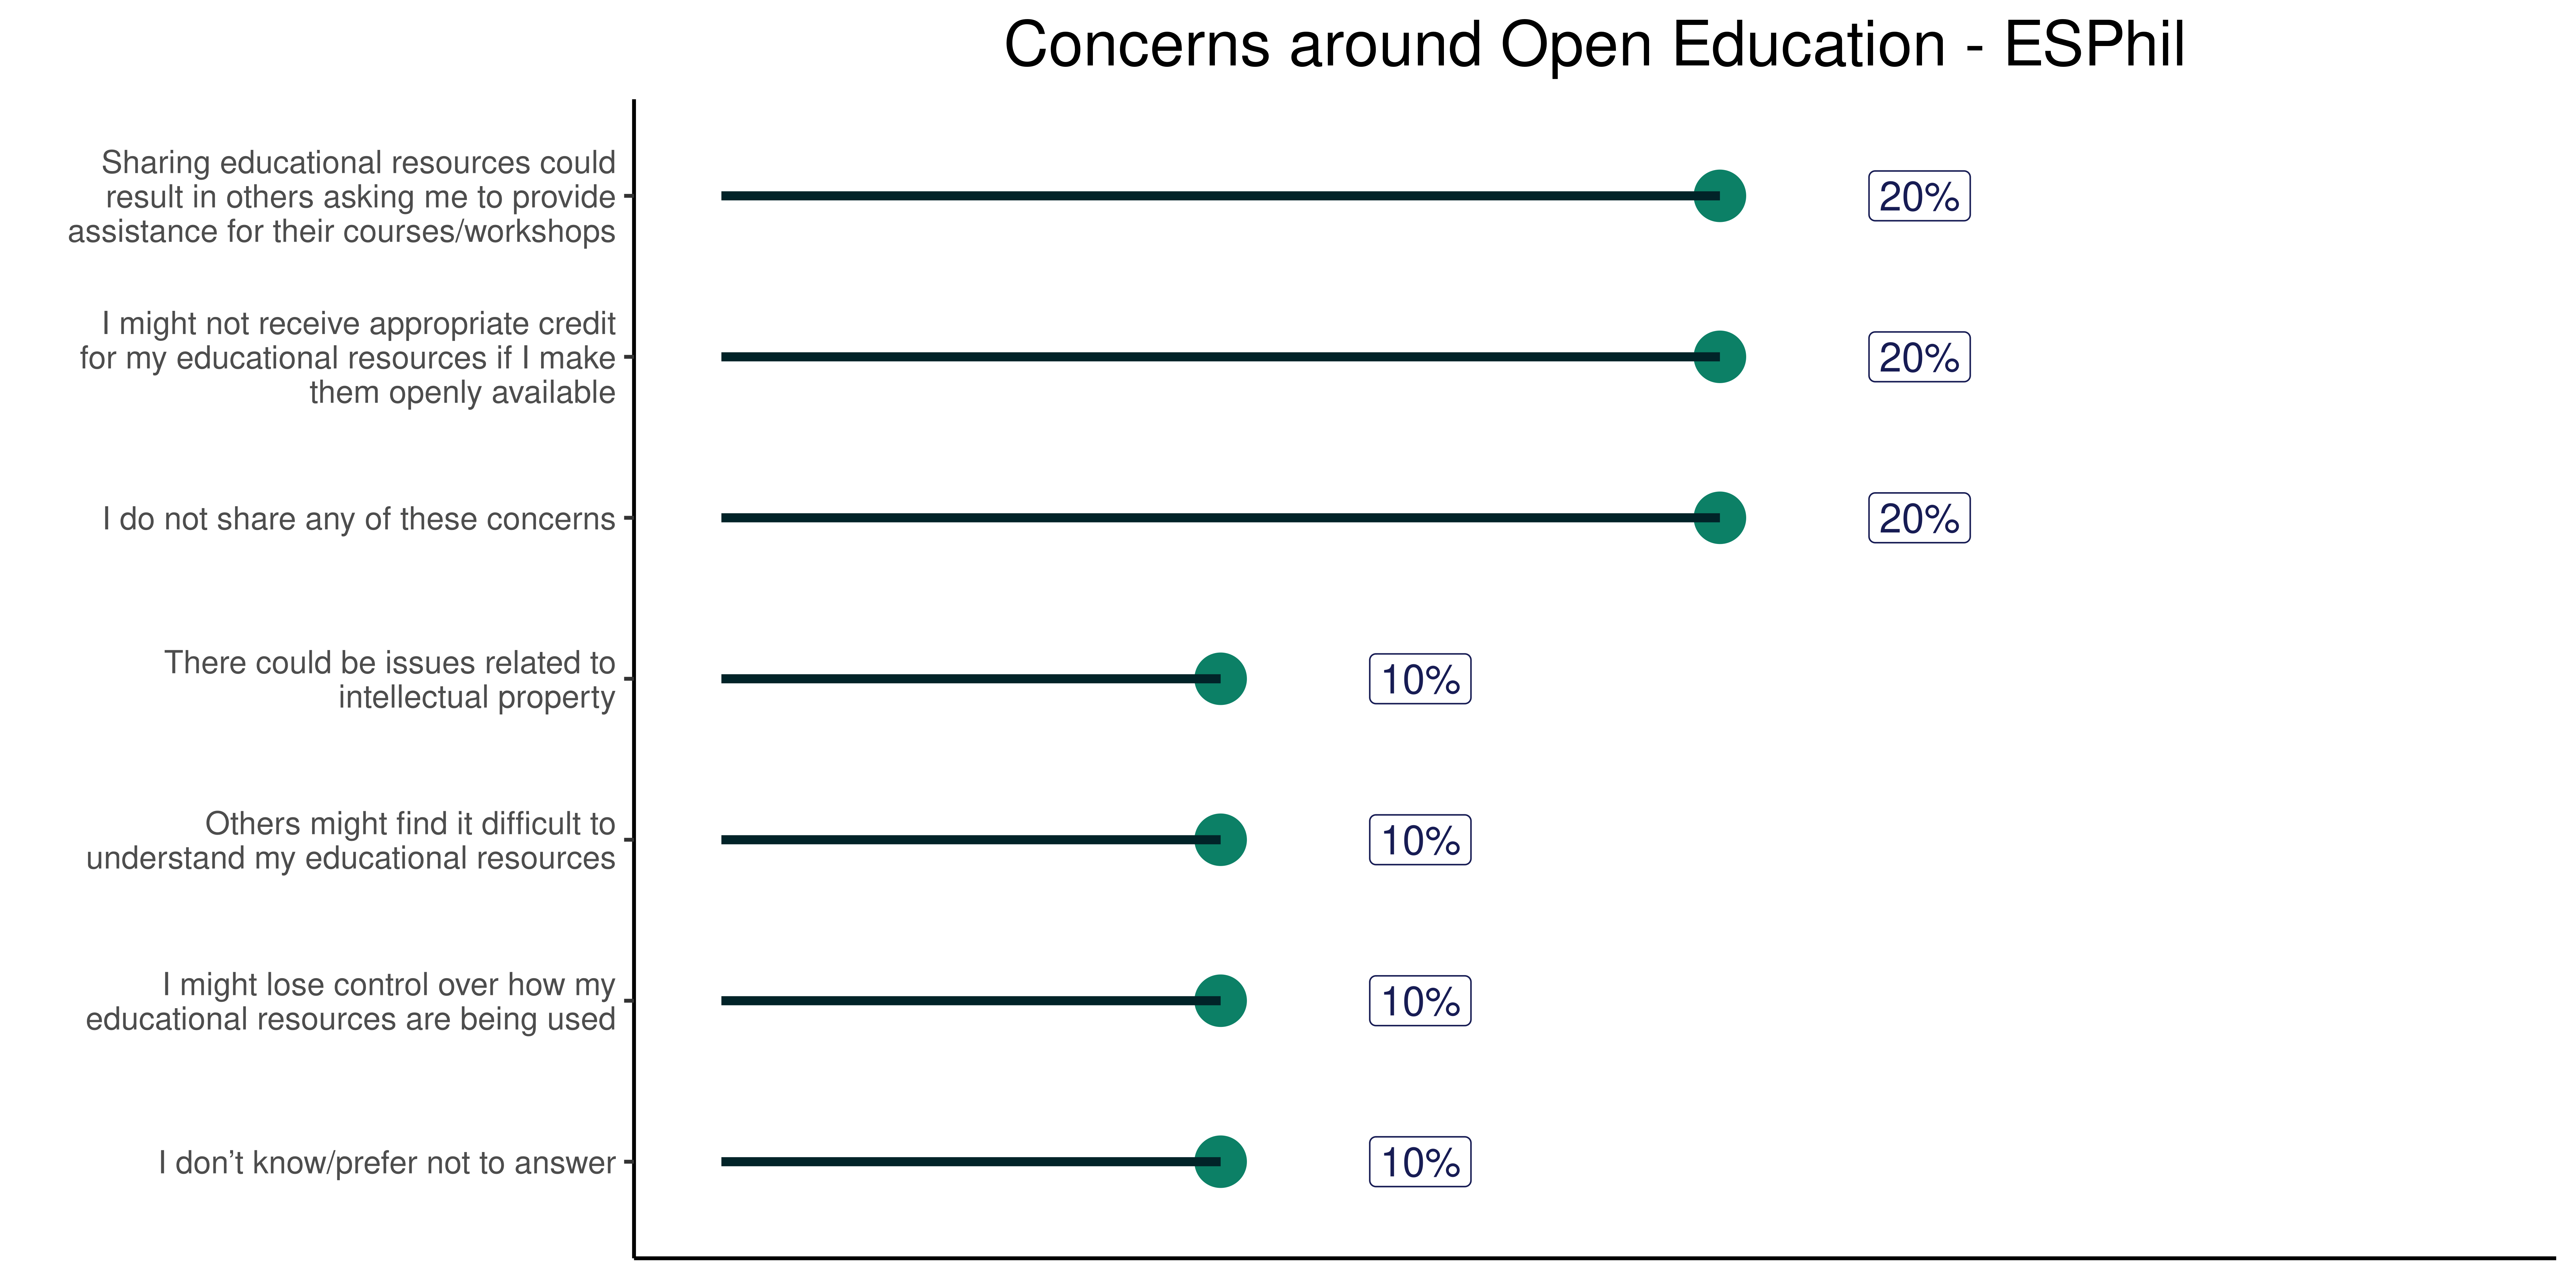 Concerns around Open Education - ESPhil
Sharing educational resources could
result in others asking me to provide
assistance for their courses/workshops
20%
I might not receive appropriate credit
for my educational resources if I make
them openly available
20%
I do not share any of these concerns
20%
There could be issues related to
intellectual property
10%
Others might find it difficult to
understand my educational resources
10%
I might lose control over how my
educational resources are being used
10%
I don’t know/prefer not to answer
10%